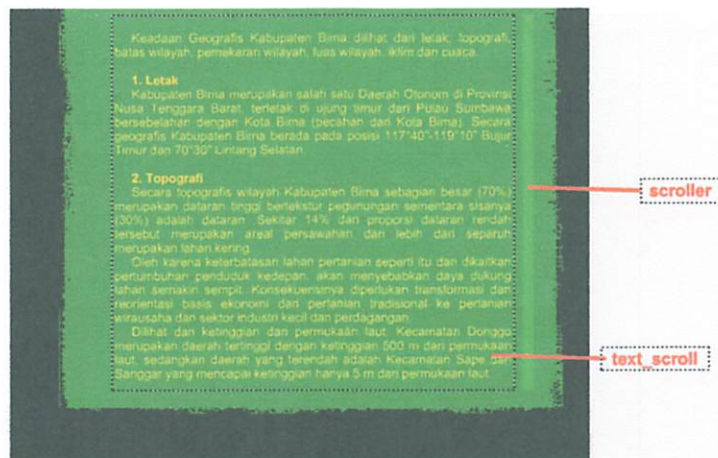 Keadaan Geografis Kabupaten Bima dilihat dari letak, topografi,
batas wilayah, pemekaran wilayah, luas wilayah, iklim dan cuaca.
1. Letak
Kabupaten Bima merupakan salah satu Daerah Otonom di Provinsi
Nusa Tenggara Barat, terletak di ujung timur dari Pulau Sumbawa
bersebelahan dengan Kota Bima (pecahan dari Kota Bima). Secara
geografis Kabupaten Bima berada pada posisi 117°40"-119°10" Bujur
Timur dan 70°30" Lintang Selatan.
2. Topografi
Secara topografis wilayah Kabupaten Bima sebagian besar (70%)
merupakan dataran tinggi bertekstur pegunungan sementara sisanya
(30%) adalah dataran. Sekitar 14% dari proporsi dataran rendah
tersebut merupakan areal persawahan dan lebih dari separuh
merupakan lahan kering.
Oleh karena keterbatasan lahan pertanian seperti itu dan dikaitkan
pertumbuhan penduduk kedepan, akan menyebabkan daya dukung
lahan semakin sempit. Konsekuensinya diperlukan transformasi dan
reorientasi basis ekonomi dari pertanian tradisional ke pertanian
wirausaha dan sektor industri kecil dan perdagangan.
Dilihat dari ketinggian dari permukaan laut, Kecamatan Donggo
merupakan daerah tertinggi dengan ketinggian 500 m dari permukaan
laut, sedangkan daerah yang terendah adalah Kecamatan Sape dan
Sanggar yang mencapai ketinggian hanya 5 m dari permukaan laut.
scroller
text_scroll